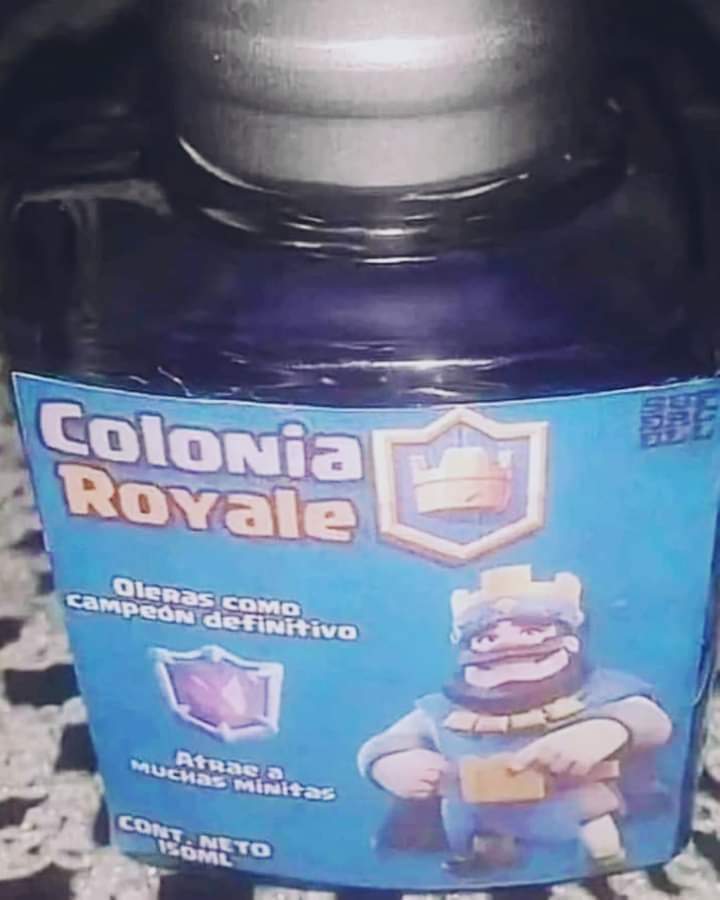 Colonia
Royale
Oleras como
campeón definitivo
Atrae a
muchas minitas
CONT. NETO
150ML